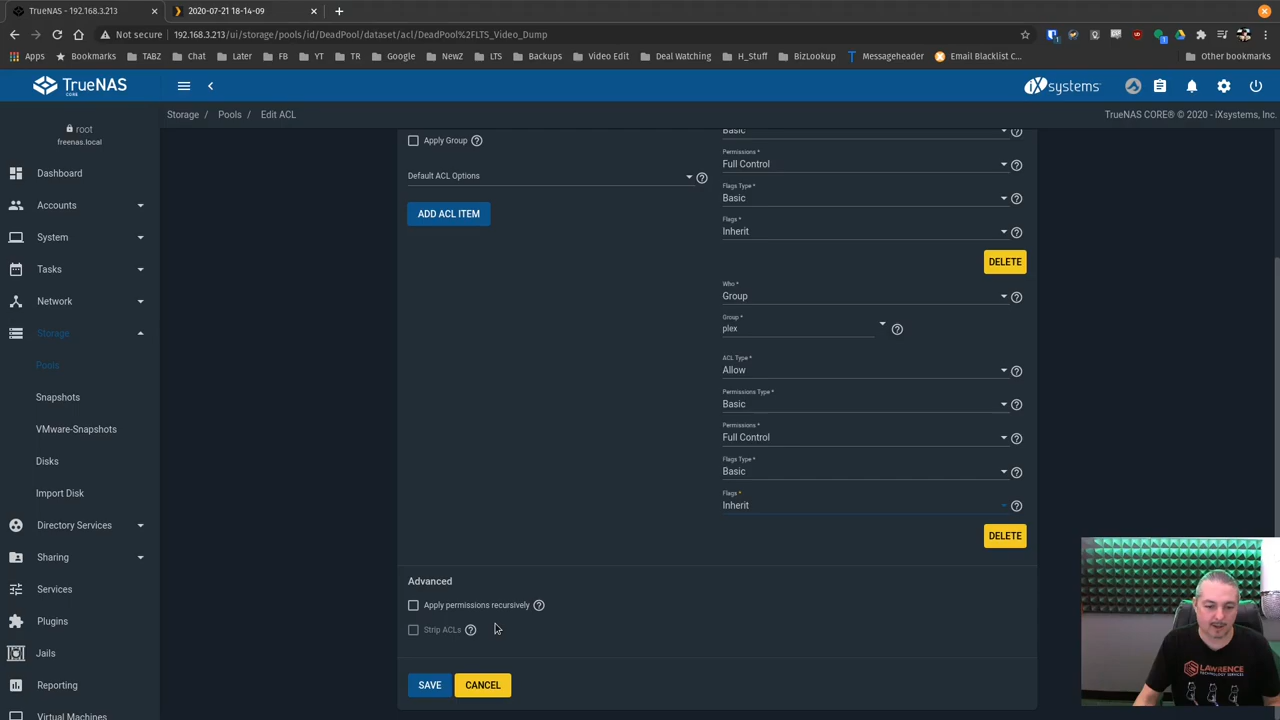 TrueNAS - 192.168.3.213
2020-07-21 18-14-09
Not secure
192.168.3.213/ui/storage/pools/id/DeadPool/dataset/acl/DeadPool%2FLTS_Video_Dump
Apps
Bookmarks
TABZ
Chat
Later
FB
YT
TR
Google
NewZ
LTS
Backups
Video Edit
Deal Watching
H_Stuff
BizLookup
Messageheader
Email Blacklist C...
Other bookmarks
TrueNAS
CORE
iXsystems
Storage / Pools / Edit ACL
TrueNAS CORE® © 2020 - iXsystems, Inc.
root
freenas.local
Dashboard
Accounts
System
Tasks
Network
Storage
Pools
Snapshots
VMware-Snapshots
Disks
Import Disk
Directory Services
Sharing
Services
Plugins
Jails
Reporting
Virtual Machines
Apply Group
Default ACL Options
ADD ACL ITEM
Basic
Permissions *
Full Control
Flags Type *
Basic
Flags *
Inherit
DELETE
Who *
Group
Group *
plex
ACL Type *
Allow
Permissions Type *
Basic
Permissions *
Full Control
Flags Type *
Basic
Flags *
Inherit
DELETE
Advanced
Apply permissions recursively
Strip ACLs
SAVE
CANCEL
LAWRENCE
TECHNOLOGY SERVICES